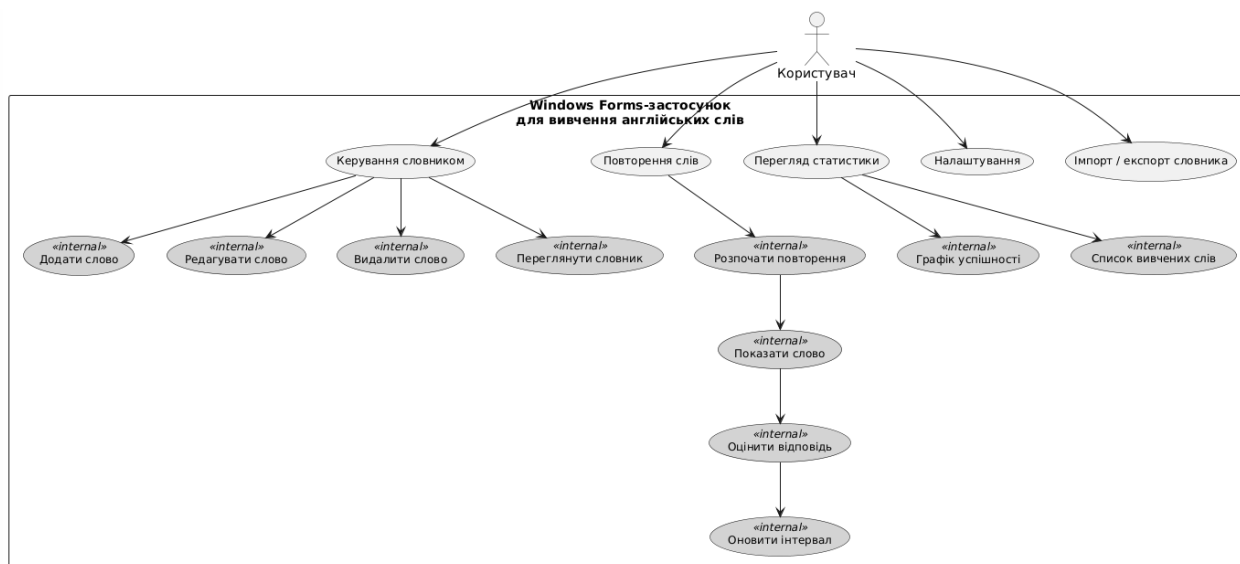 Користувач
Windows Forms-застосунок
для вивчення англійських слів
Керування словником
Повторення слів
Перегляд статистики
Налаштування
Імпорт / експорт словника
«internal»
Додати слово
«internal»
Редагувати слово
«internal»
Видалити слово
«internal»
Переглянути словник
«internal»
Розпочати повторення
«internal»
Графік успішності
«internal»
Список вивчених слів
«internal»
Показати слово
«internal»
Оцінити відповідь
«internal»
Оновити інтервал